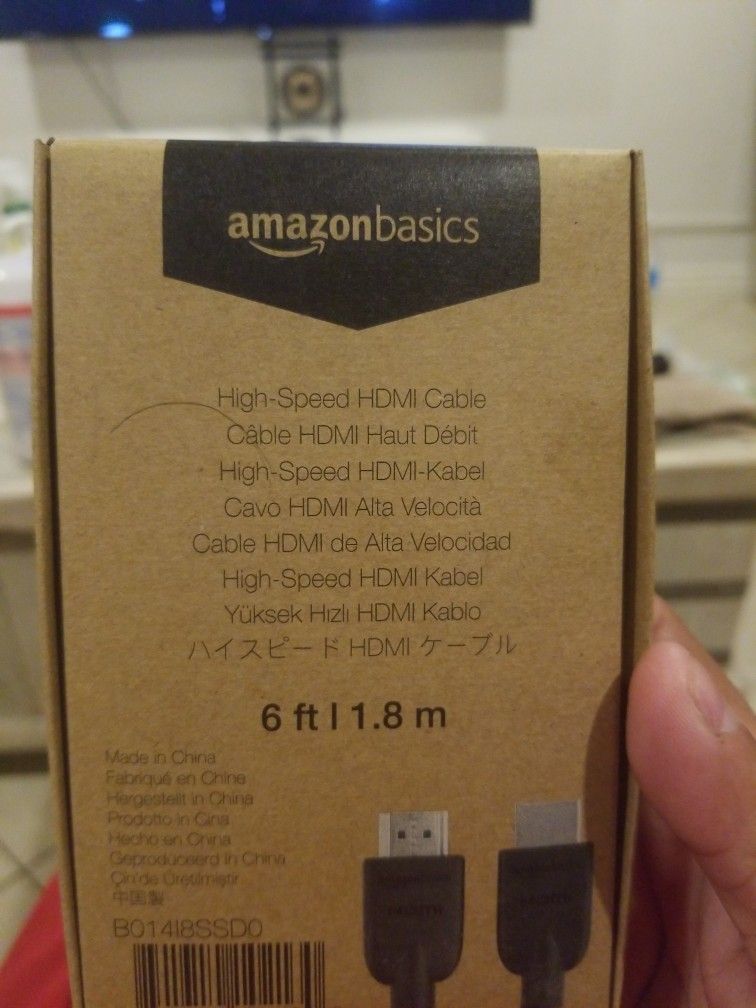 amazonbasics
High-Speed HDMI Cable
Câble HDMI Haut Débit
High-Speed HDMI-Kabel
Cavo HDMI Alta Velocità
Cable HDMI de Alta Velocidad
High-Speed HDMI Kabel
Yüksek Hızlı HDMI Kablo
ハイスピード HDMI ケーブル
6 ft | 1.8 m
Made in China
Fabriqué en Chine
Hergestellt in China
Prodotto in Cina
Hecho en China
Geproduceerd in China
Çin'de Üretilmiştir
中国製
B014I8SSD0